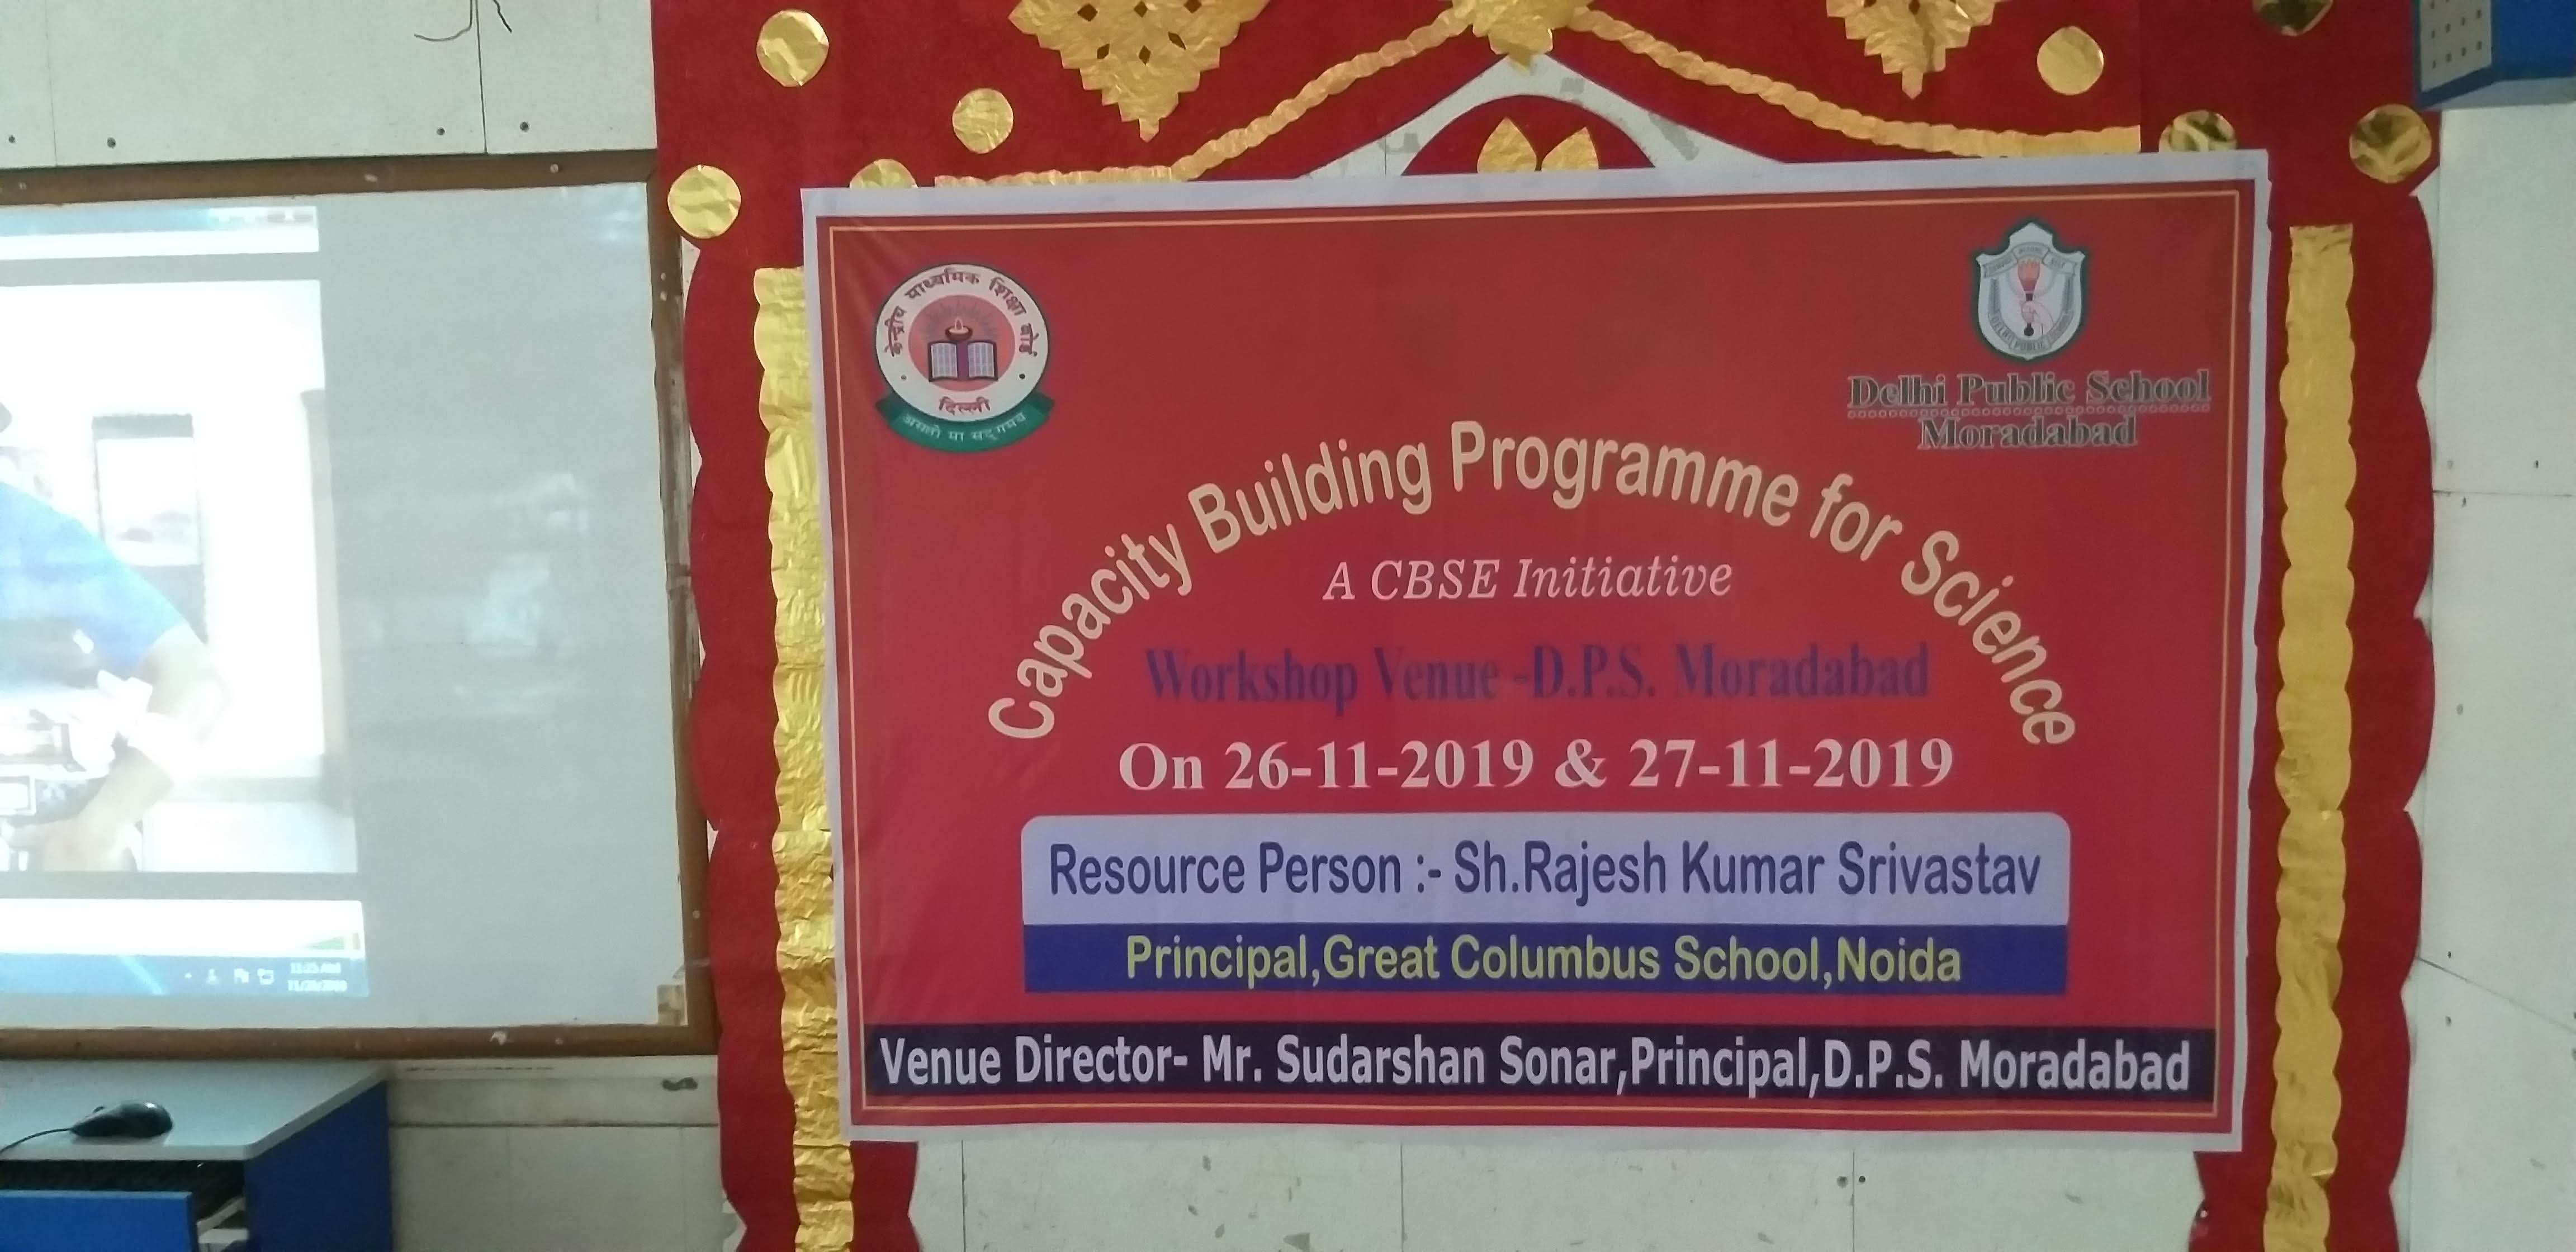 केन्द्रीय माध्यमिक शिक्षा बोर्ड
दिल्ली
असतो मा सद्गमय
DELHI PUBLIC
Delhi Public School
Moradabad
Capacity Building Programme for Science
A CBSE Initiative
Workshop Venue -D.P.S. Moradabad
On 26-11-2019 & 27-11-2019
Resource Person :- Sh.Rajesh Kumar Srivastav
Principal,Great Columbus School,Noida
Venue Director- Mr. Sudarshan Sonar,Principal,D.P.S. Moradabad